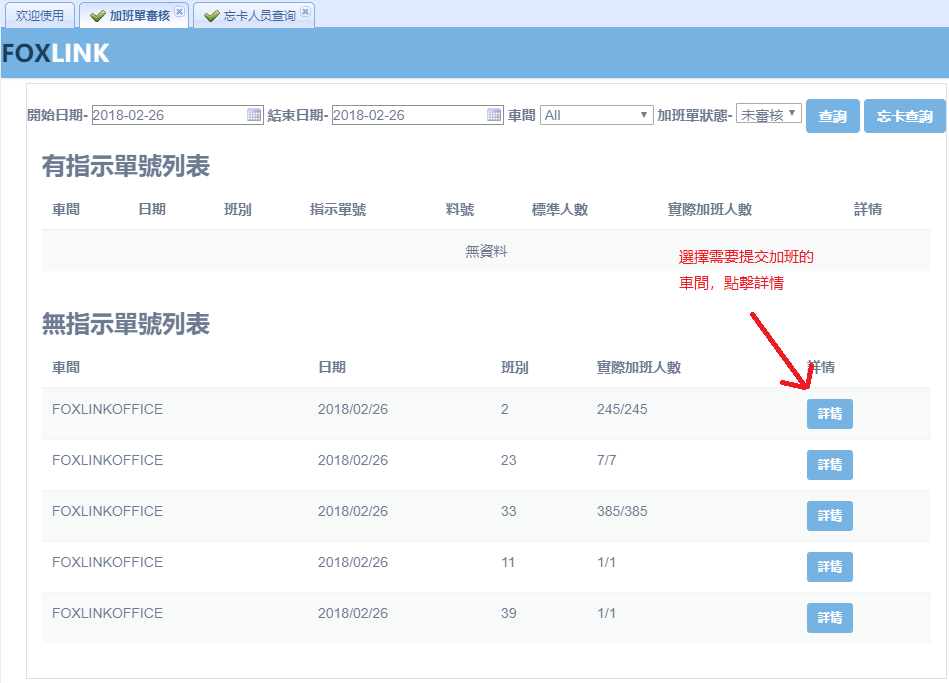 欢迎使用 加班單審核 忘卡人员查询
FOXLINK
開始日期- 2018-02-26 結束日期- 2018-02-26 車間 All 加班單狀態- 未審核 查詢 忘卡查詢
有指示單號列表
車間 日期 班別 指示單號 料號 標準人數 實際加班人數 詳情
無資料
選擇需要提交加班的
車間，點擊詳情
無指示單號列表
車間 日期 班別 實際加班人數 詳情
FOXLINKOFFICE 2018/02/26 2 245/245 詳情
FOXLINKOFFICE 2018/02/26 23 7/7 詳情
FOXLINKOFFICE 2018/02/26 33 385/385 詳情
FOXLINKOFFICE 2018/02/26 11 1/1 詳情
FOXLINKOFFICE 2018/02/26 39 1/1 詳情